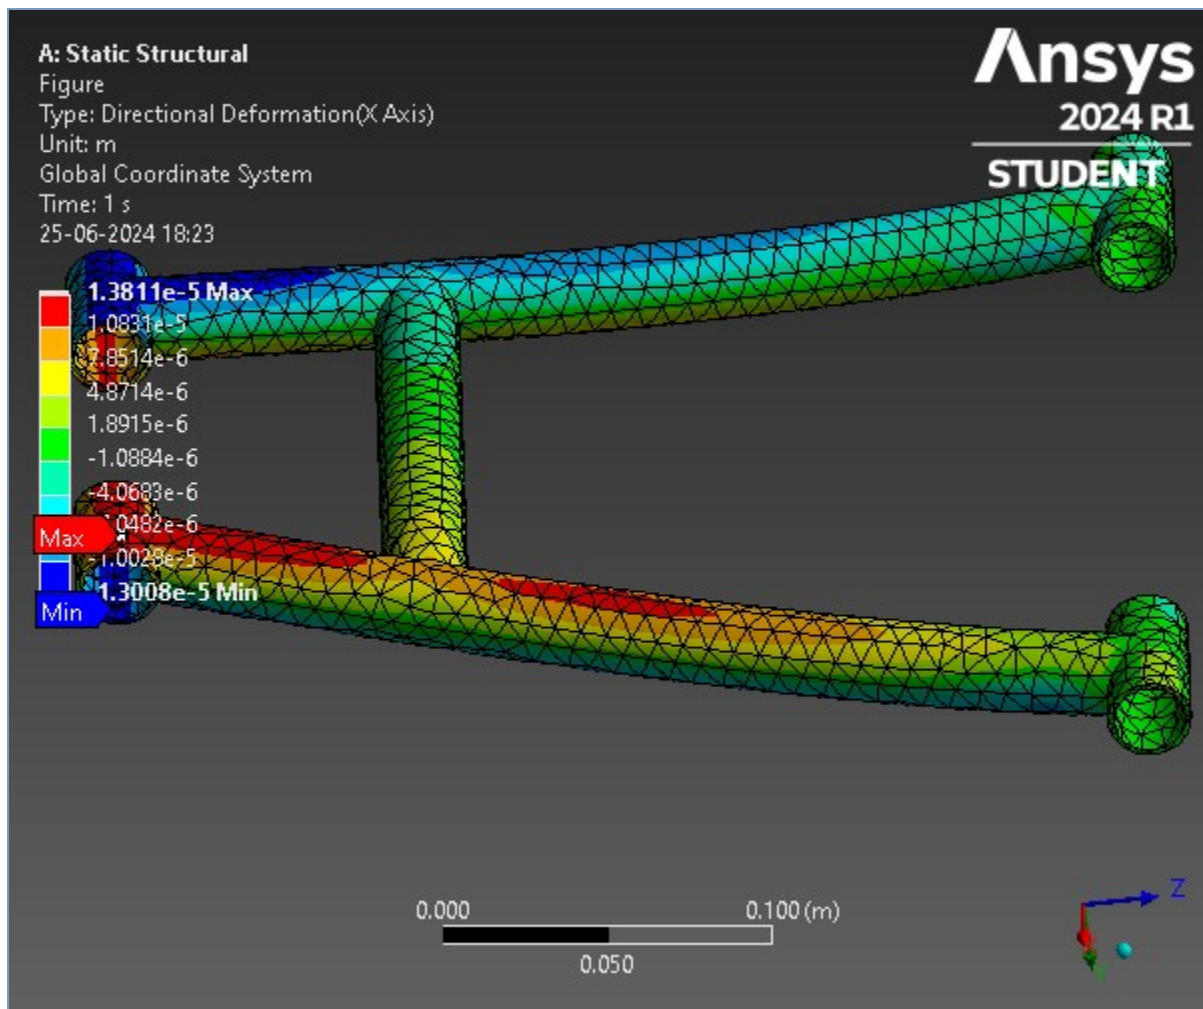 A: Static Structural
Figure
Type: Directional Deformation(X Axis)
Unit: m
Global Coordinate System
Time: 1 s
25-06-2024 18:23
Ansys
2024 R1
STUDENT
1.3811e-5 Max
1.0831e-5
7.8514e-6
4.8714e-6
1.8915e-6
-1.0884e-6
-4.0683e-6
0482e-6
Max
-1.0028e-5
1.3008e-5 Min
Min
0.000
0.100 (m)
0.050
Z